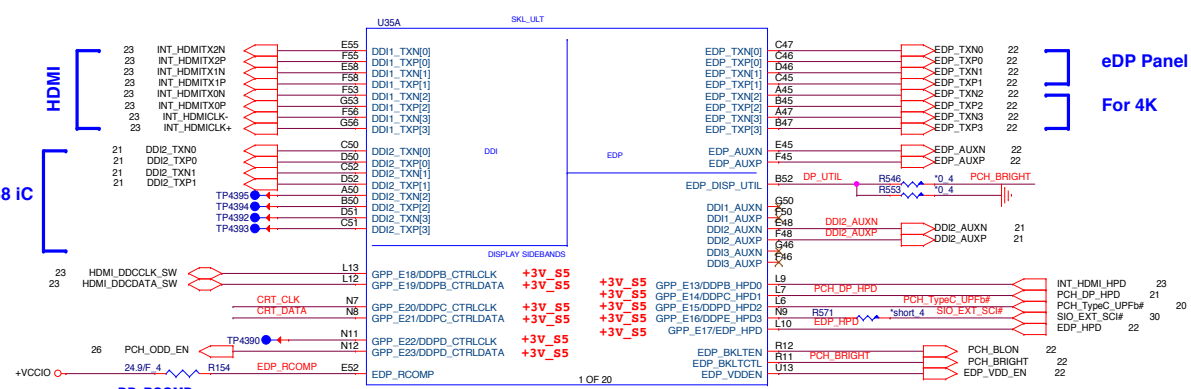 U35A SKL_ULT
HDMI
23 INT_HDMITX2N E55 DDI1_TXN[0] EDP_TXN[0] C47 EDP_TXN0 22
23 INT_HDMITX2P F55 DDI1_TXP[0] EDP_TXP[0] C46 EDP_TXP0 22
23 INT_HDMITX1N E58 DDI1_TXN[1] EDP_TXN[1] D46 EDP_TXN1 22
23 INT_HDMITX1P F58 DDI1_TXP[1] EDP_TXP[1] C45 EDP_TXP1 22
23 INT_HDMITX0N F53 DDI1_TXN[2] EDP_TXN[2] A45 EDP_TXN2 22
23 INT_HDMITX0P G53 DDI1_TXP[2] EDP_TXP[2] B45 EDP_TXP2 22
23 INT_HDMICLK- F56 DDI1_TXN[3] EDP_TXN[3] A47 EDP_TXN3 22
23 INT_HDMICLK+ G56 DDI1_TXP[3] EDP_TXP[3] B47 EDP_TXP3 22
eDP Panel
For 4K
21 DDI2_TXN0 C50 DDI2_TXN[0] DDI EDP EDP_AUXN E45 EDP_AUXN 22
21 DDI2_TXP0 D50 DDI2_TXP[0] EDP_AUXP F45 EDP_AUXP 22
21 DDI2_TXN1 C52 DDI2_TXN[1]
21 DDI2_TXP1 D52 DDI2_TXP[1] EDP_DISP_UTIL B52 DP_UTIL R546 *0_4 PCH_BRIGHT
8 iC
TP4395 A50 DDI2_TXN[2] R553 *0_4
TP4394 B50 DDI2_TXP[2] DDI1_AUXN G50
TP4392 D51 DDI2_TXN[3] DDI1_AUXP F50
TP4393 C51 DDI2_TXP[3] DDI2_AUXN E48 DDI2_AUXN DDI2_AUXN 21
DDI2_AUXP F48 DDI2_AUXP DDI2_AUXP 21
DDI3_AUXN G46
DISPLAY SIDEBANDS DDI3_AUXP F46
23 HDMI_DDCCLK_SW L13 GPP_E18/DDPB_CTRLCLK +3V_S5
23 HDMI_DDCDATA_SW L12 GPP_E19/DDPB_CTRLDATA +3V_S5 +3V_S5 GPP_E13/DDPB_HPD0 L9 INT_HDMI_HPD 23
+3V_S5 GPP_E14/DDPC_HPD1 L7 PCH_DP_HPD PCH_DP_HPD 21
CRT_CLK N7 GPP_E20/DDPC_CTRLCLK +3V_S5 +3V_S5 GPP_E15/DDPD_HPD2 L6 PCH_TypeC_UPFb# PCH_TypeC_UPFb# 20
CRT_DATA N8 GPP_E21/DDPC_CTRLDATA +3V_S5 +3V_S5 GPP_E16/DDPE_HPD3 N9 R571 *short_4 SIO_EXT_SCI# SIO_EXT_SCI# 30
+3V_S5 GPP_E17/EDP_HPD L10 EDP_HPD EDP_HPD 22
TP4390 N11 GPP_E22/DDPD_CTRLCLK +3V_S5
26 PCH_ODD_EN N12 GPP_E23/DDPD_CTRLDATA +3V_S5 EDP_BKLTEN R12 PCH_BLON 22
EDP_BKLTCTL R11 PCH_BRIGHT PCH_BRIGHT 22
+VCCIO 24.9/F_4 R154 EDP_RCOMP E52 EDP_RCOMP EDP_VDDEN U13 EDP_VDD_EN 22
1 OF 20